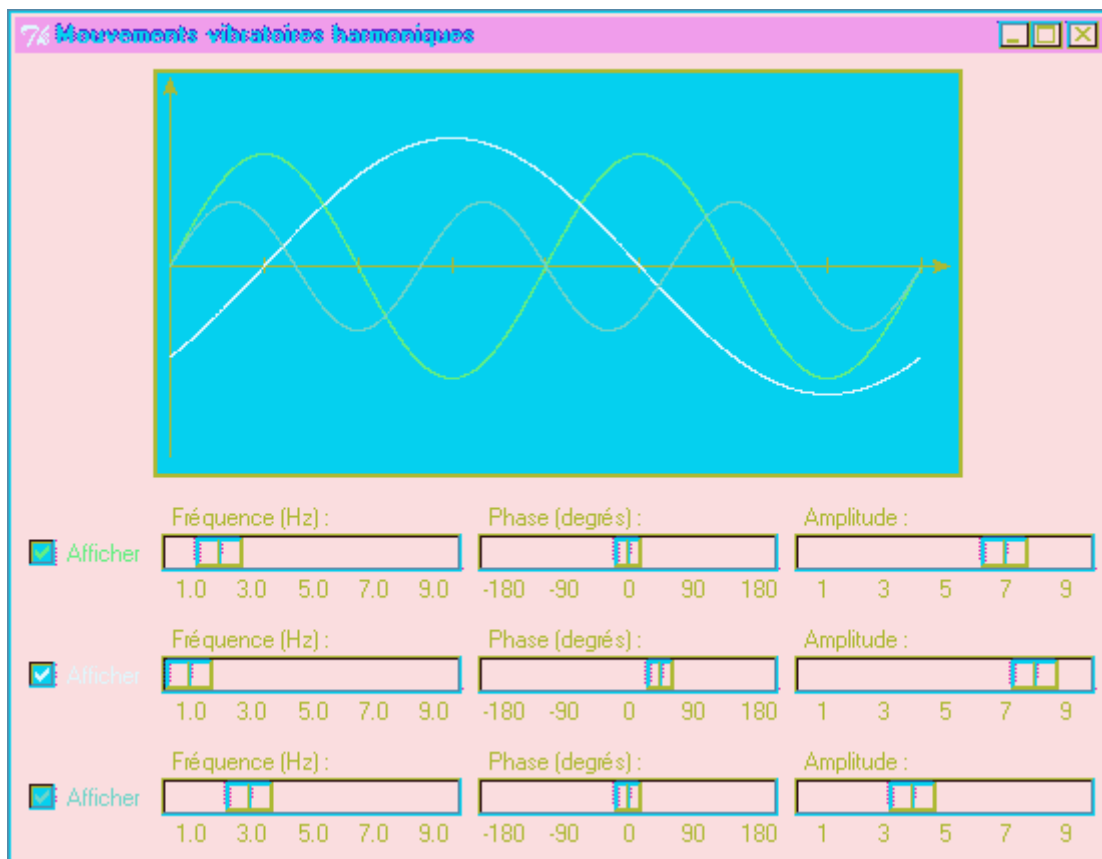 Mouvements vibratoires harmoniques
Fréquence (Hz) : Phase (degrés) : Amplitude :
Afficher
1.0 3.0 5.0 7.0 9.0 -180 -90 0 90 180 1 3 5 7 9
Fréquence (Hz) : Phase (degrés) : Amplitude :
Afficher
1.0 3.0 5.0 7.0 9.0 -180 -90 0 90 180 1 3 5 7 9
Fréquence (Hz) : Phase (degrés) : Amplitude :
Afficher
1.0 3.0 5.0 7.0 9.0 -180 -90 0 90 180 1 3 5 7 9